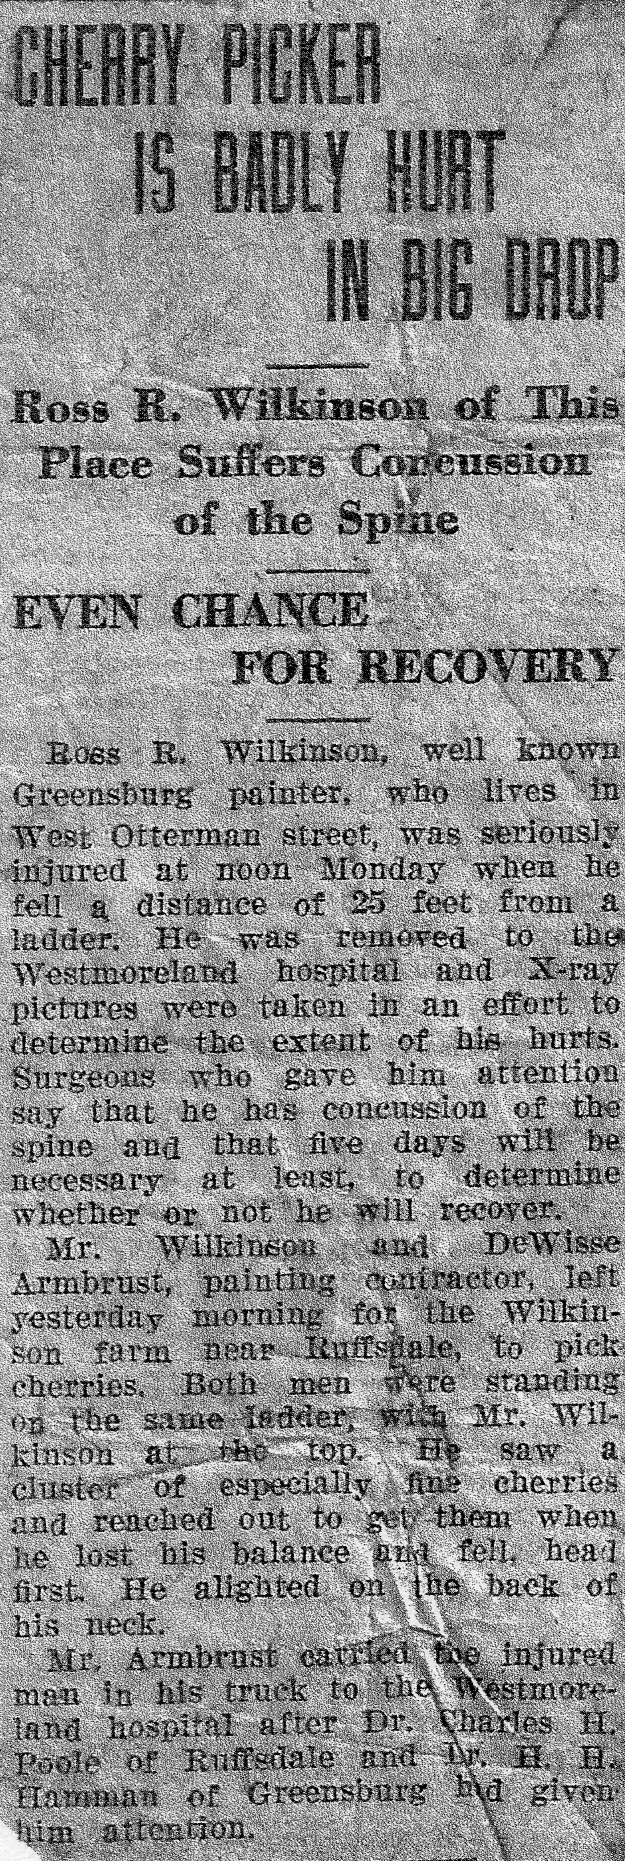 CHERRY PICKER
IS BADLY HURT
IN BIG DROP
Ross R. Wilkinson of This
Place Suffers Concussion
of the Spine
EVEN CHANCE
FOR RECOVERY
Ross R. Wilkinson, well known
Greensburg painter, who lives in
West Otterman street, was seriously
injured at noon Monday when he
fell a distance of 25 feet from a
ladder. He was removed to the
Westmoreland hospital and X-ray
pictures were taken in an effort to
determine the extent of his hurts.
Surgeons who gave him attention
say that he has concussion of the
spine and that five days will be
necessary at least, to determine
whether or not he will recover.
Mr. Wilkinson and DeWisse
Armbrust, painting contractor, left
yesterday morning for the Wilkin-
son farm near Ruffsdale, to pick
cherries. Both men were standing
on the same ladder, with Mr. Wil-
kinson at the top. He saw a
cluster of especially fine cherries
and reached out to get them when
he lost his balance and fell, head
first. He alighted on the back of
his neck.
Mr. Armbrust carried the injured
man in his truck to the Westmore-
land hospital after Dr. Charles H.
Poole of Ruffsdale and Dr. H. H.
Hamman of Greensburg had given
him attention.